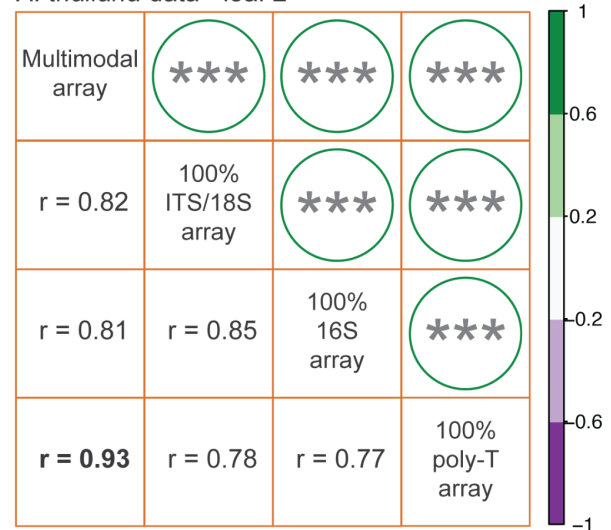 Multimodal
array
***
***
***
r = 0.82
100%
ITS/18S
array
***
***
r = 0.81
r = 0.85
100%
16S
array
***
r = 0.93
r = 0.78
r = 0.77
100%
poly-T
array
1
0.6
0.2
-0.2
-0.6
-1